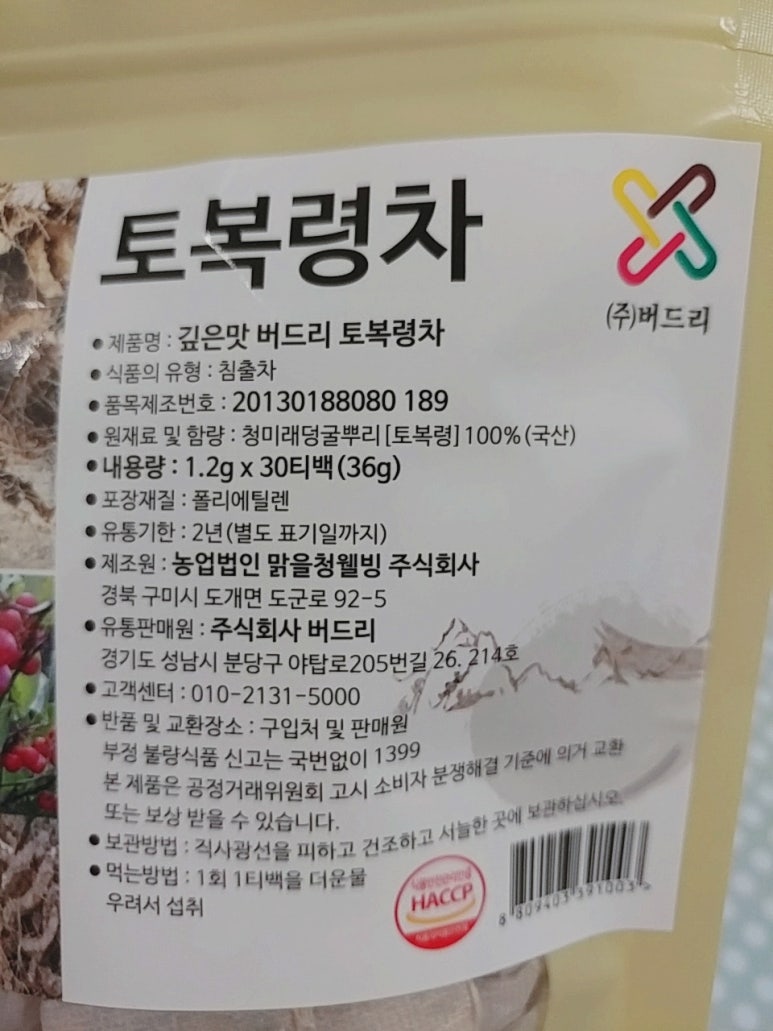 토복령차
(주)버드리
• 제품명 : 깊은맛 버드리 토복령차
• 식품의 유형 : 침출차
• 품목제조번호 : 20130188080 189
• 원재료 및 함량 : 청미래덩굴뿌리[토복령]100%(국산)
• 내용량 : 1.2g x 30티백(36g)
• 포장재질 : 폴리에틸렌
• 유통기한 : 2년(별도 표기일까지)
• 제조원 : 농업법인 맑을청웰빙 주식회사
경북 구미시 도개면 도군로 92-5
• 유통판매원 : 주식회사 버드리
경기도 성남시 분당구 야탑로205번길 26. 214호
• 고객센터 : 010-2131-5000
• 반품 및 교환장소 : 구입처 및 판매원
부정 불량식품 신고는 국번없이 1399
본 제품은 공정거래위원회 고시 소비자 분쟁해결 기준에 의거 교환
또는 보상 받을 수 있습니다.
• 보관방법 : 직사광선을 피하고 건조하고 서늘한 곳에 보관하십시오.
• 먹는방법 : 1회 1티백을 더운물
우려서 섭취
HACCP